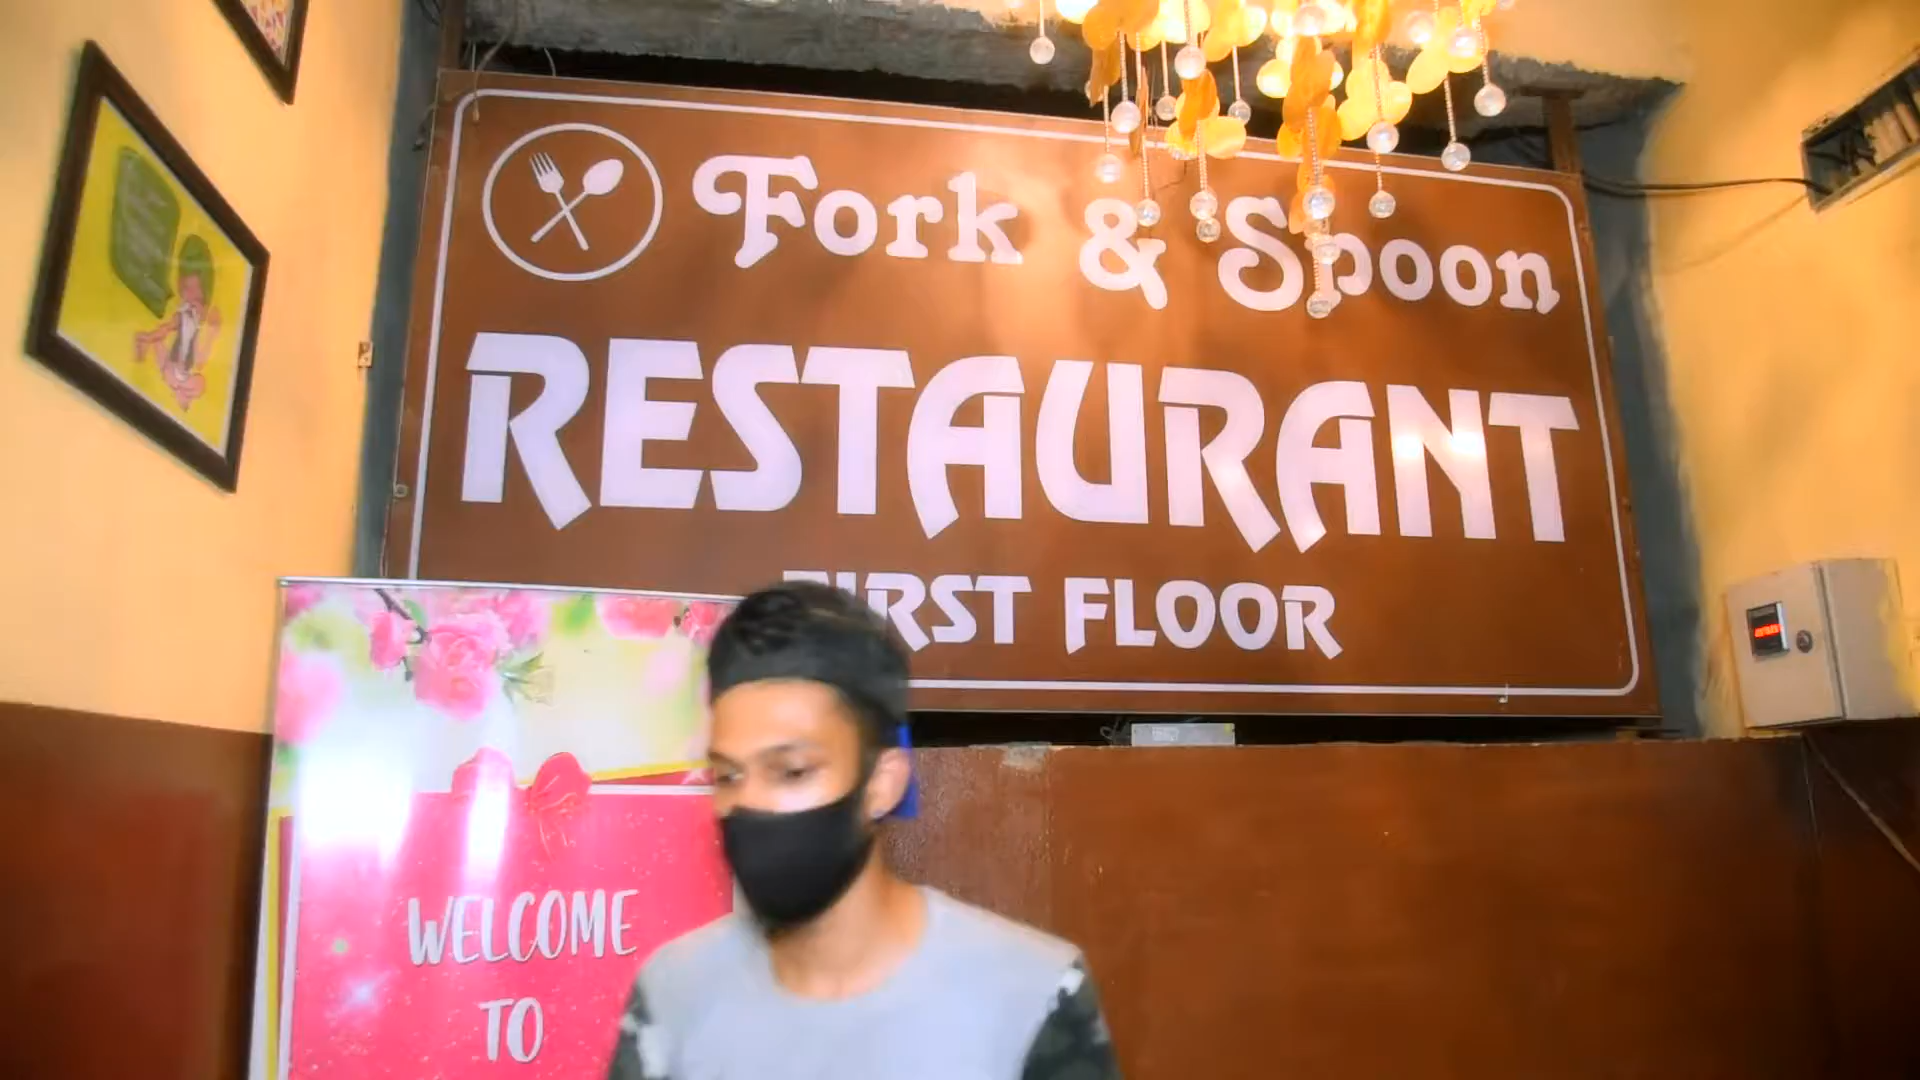 Fork & Spoon
RESTAURANT
FIRST FLOOR
WELCOME
TO